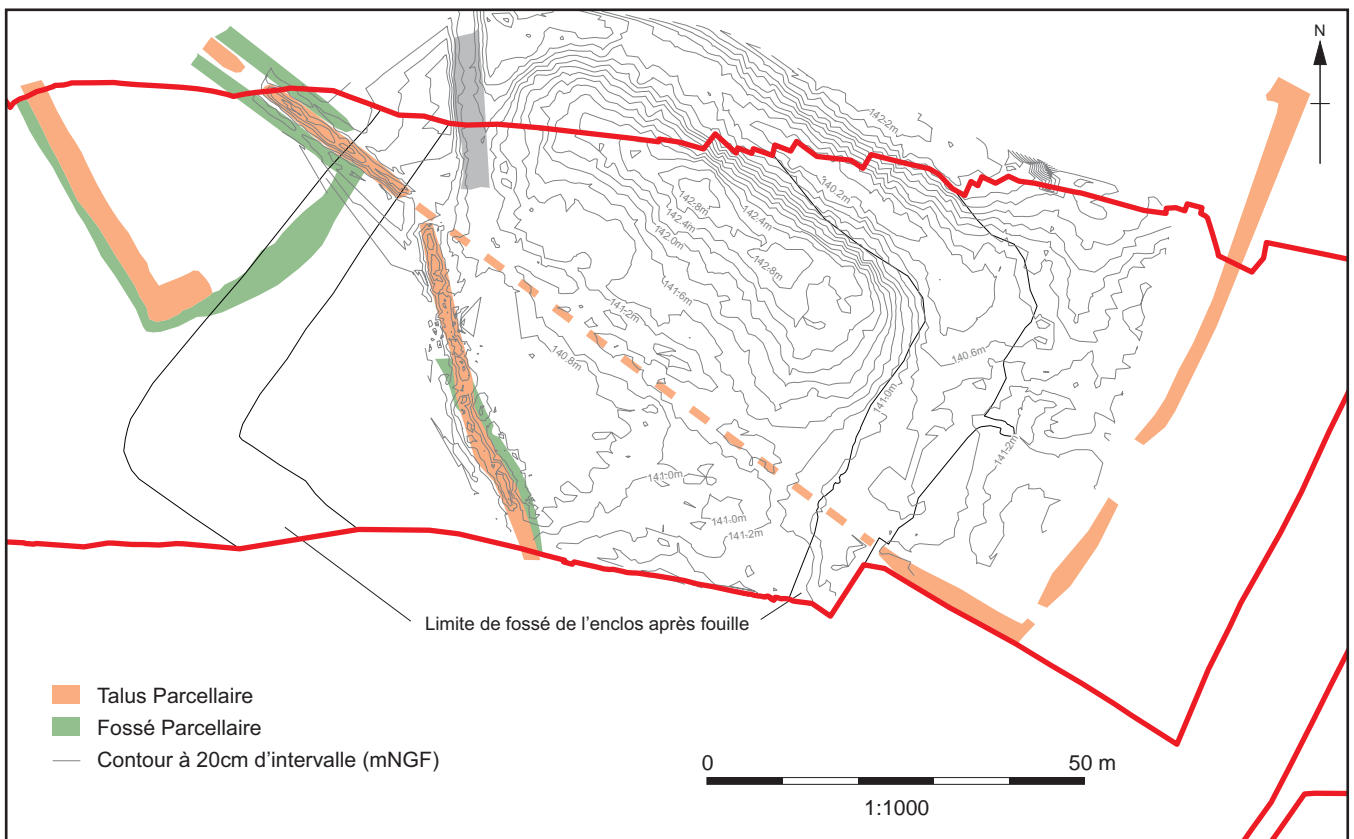 N
142-2m
140.2m
142-8m
142-4m
142-4m
142-0m
142-8m
141-6m
141-2m
140-8m
140.6m
141-0m
141-2m
141-0m
141-0m
141-2m
Limite de fossé de l'enclos après fouille
Talus Parcellaire
Fossé Parcellaire
Contour à 20cm d'intervalle (mNGF)
0 50 m
1:1000